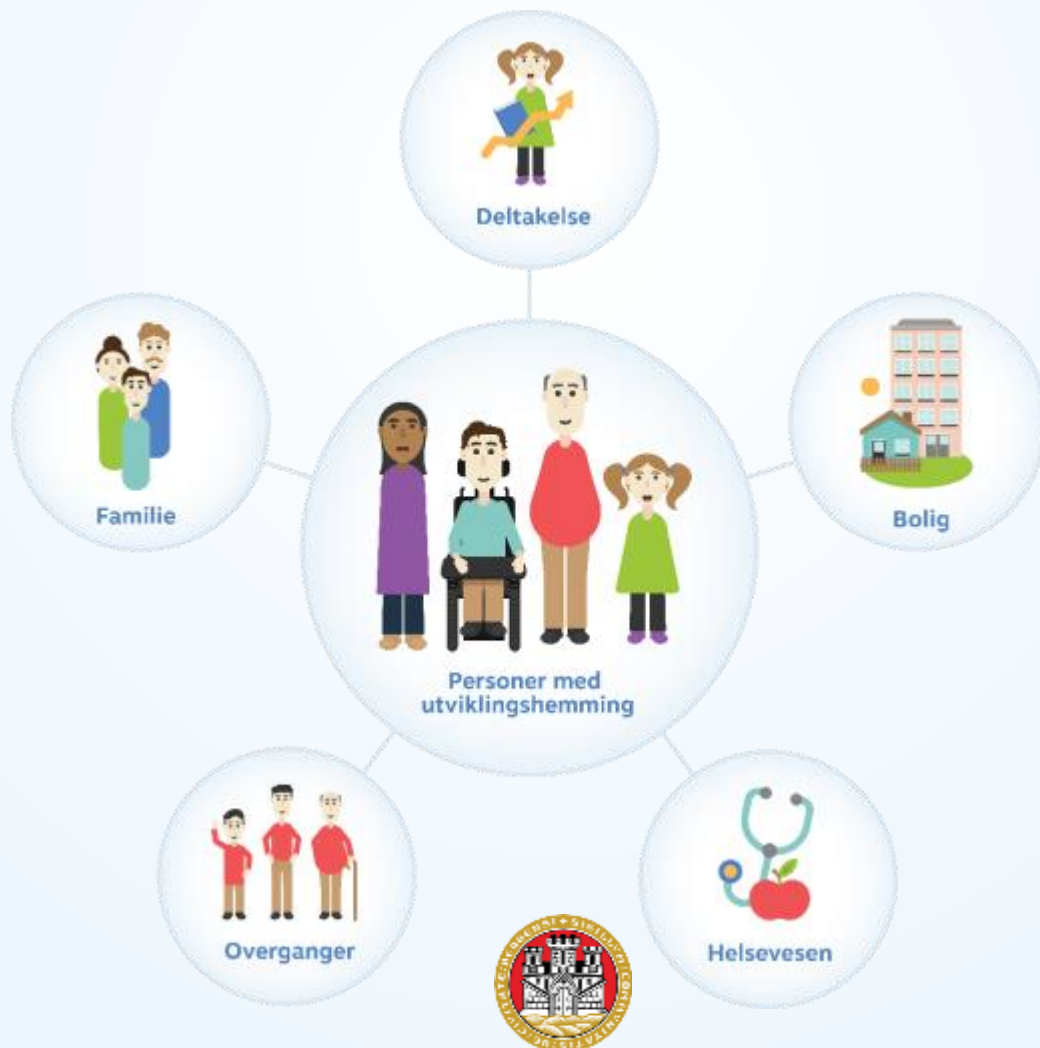 Deltakelse
Familie
Bolig
Personer med
utviklingshemming
Overganger
Helsevesen